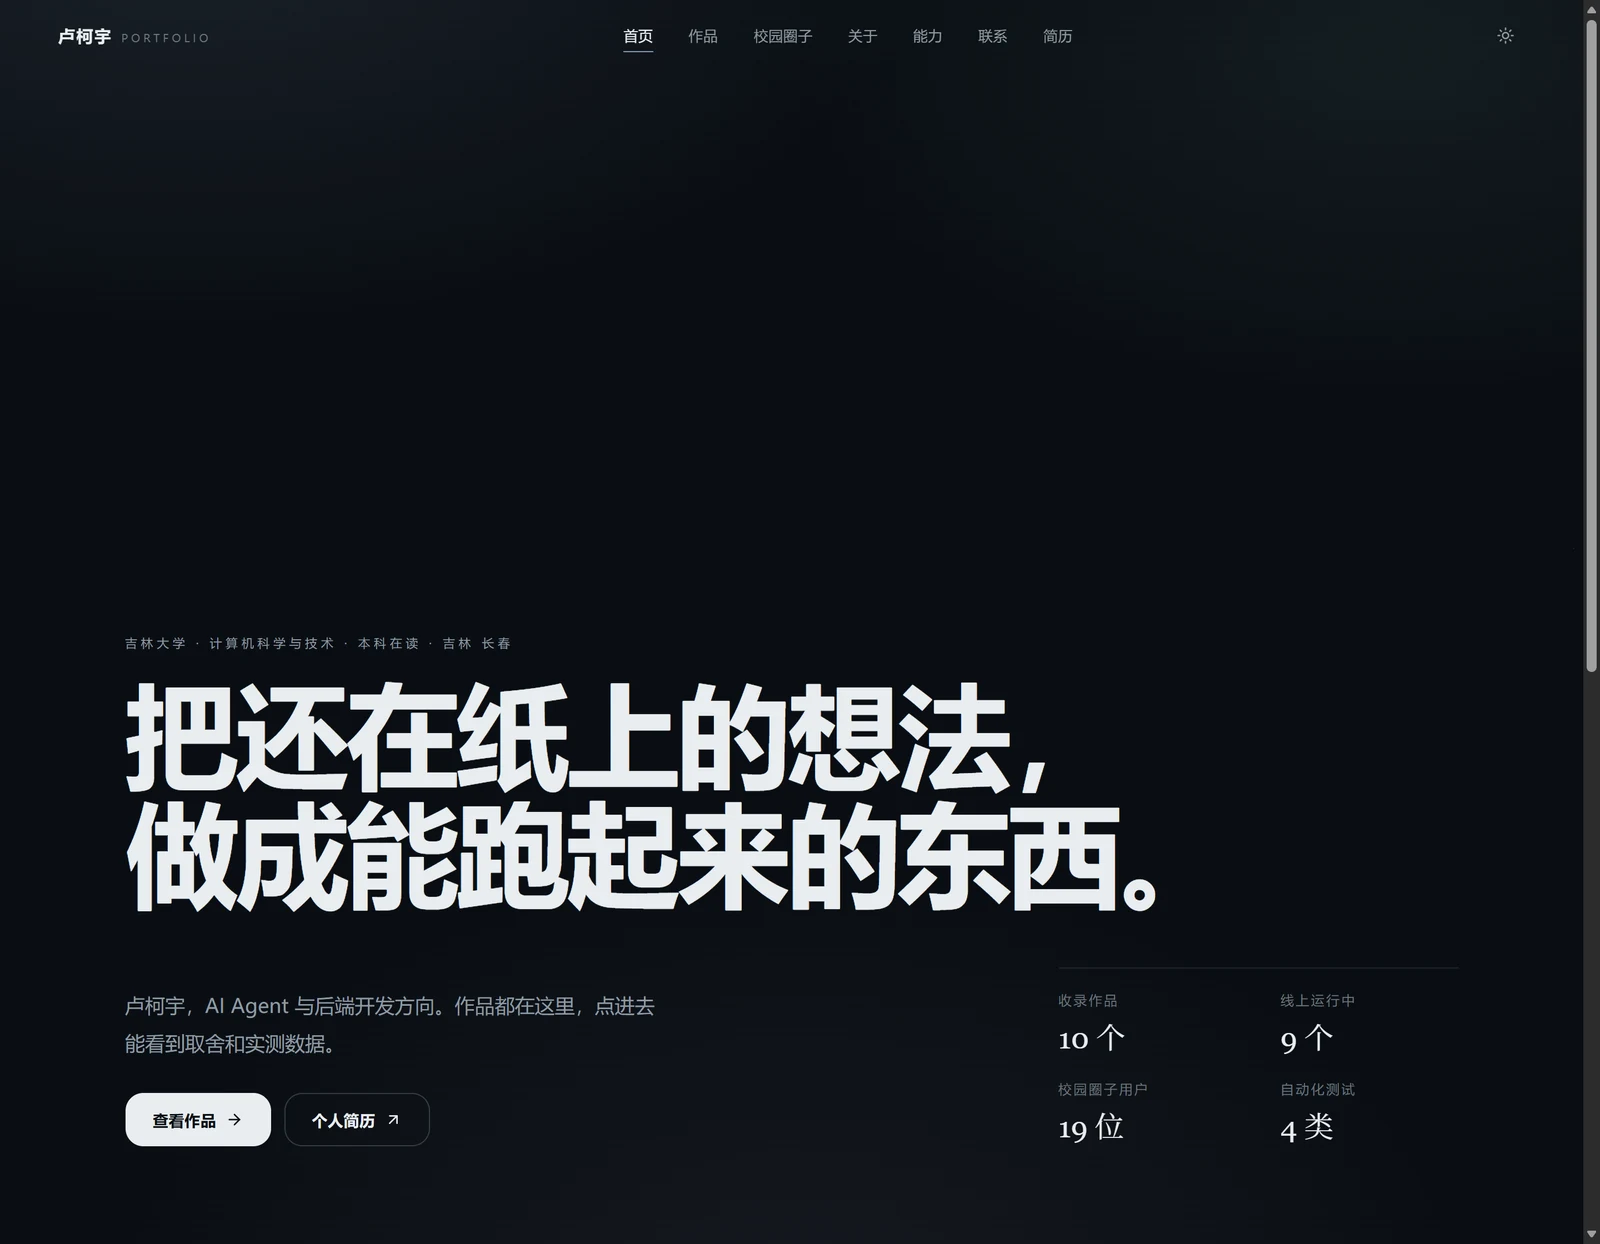 卢柯宇 PORTFOLIO
首页 作品 校园圈子 关于 能力 联系 简历
吉林大学 · 计算机科学与技术 · 本科在读 · 吉林 长春
把还在纸上的想法，
做成能跑起来的东西。
卢柯宇，AI Agent 与后端开发方向。作品都在这里，点进去
能看到取舍和实测数据。
查看作品 → 个人简历 ↗
收录作品 线上运行中
10 个 9 个
校园圈子用户 自动化测试
19 位 4 类